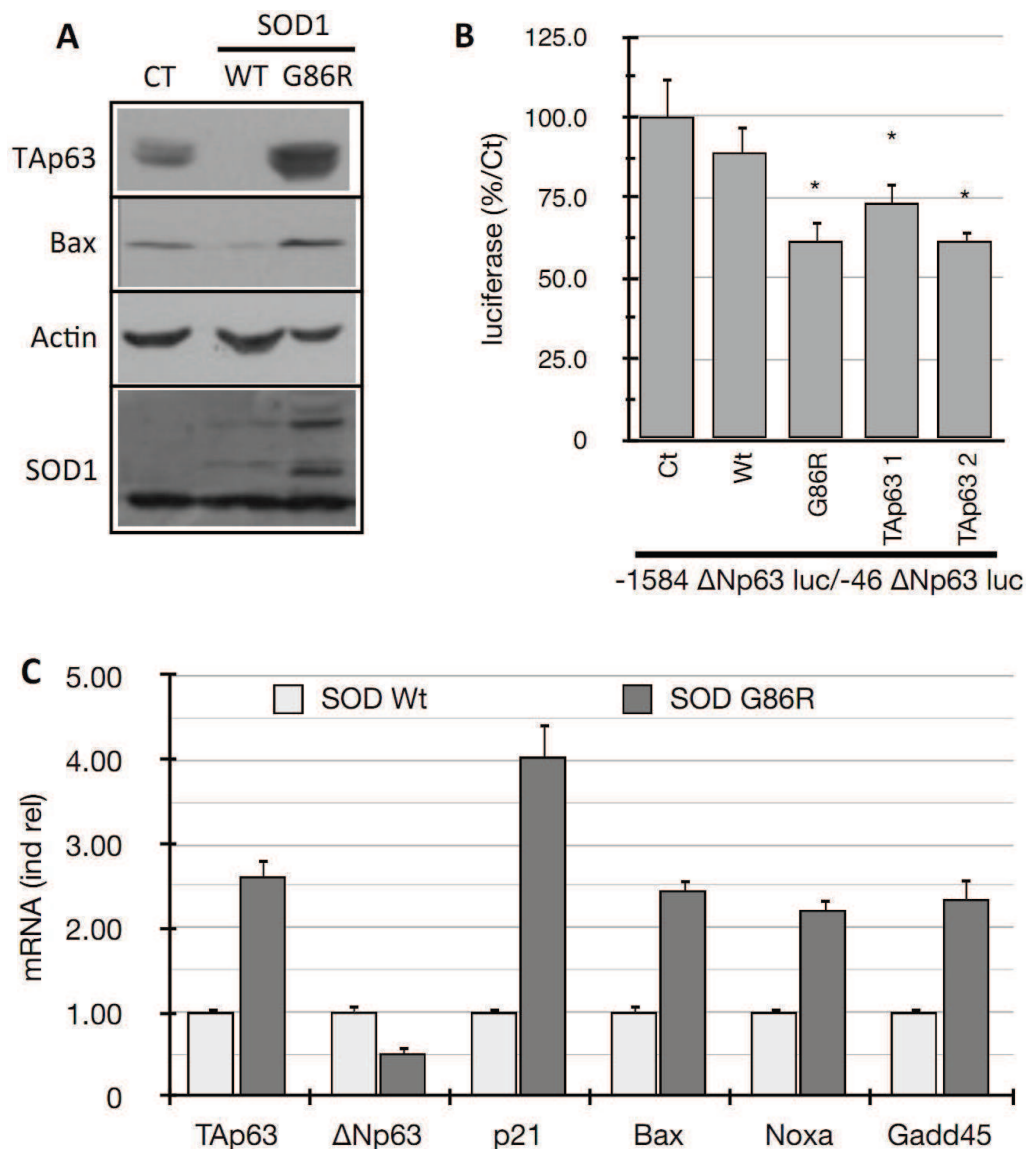 A
SOD1
CT WT G86R
TAp63
Bax
Actin
SOD1
B
luciferase (%/Ct)
125.0
100.0
75.0
50.0
25.0
0
*
*
*
Ct
Wt
G86R
TAp63 1
TAp63 2
-1584 ΔNp63 luc/-46 ΔNp63 luc
C
mRNA (ind rel)
5.00
4.00
3.00
2.00
1.00
0
SOD Wt
SOD G86R
TAp63 ΔNp63 p21 Bax Noxa Gadd45